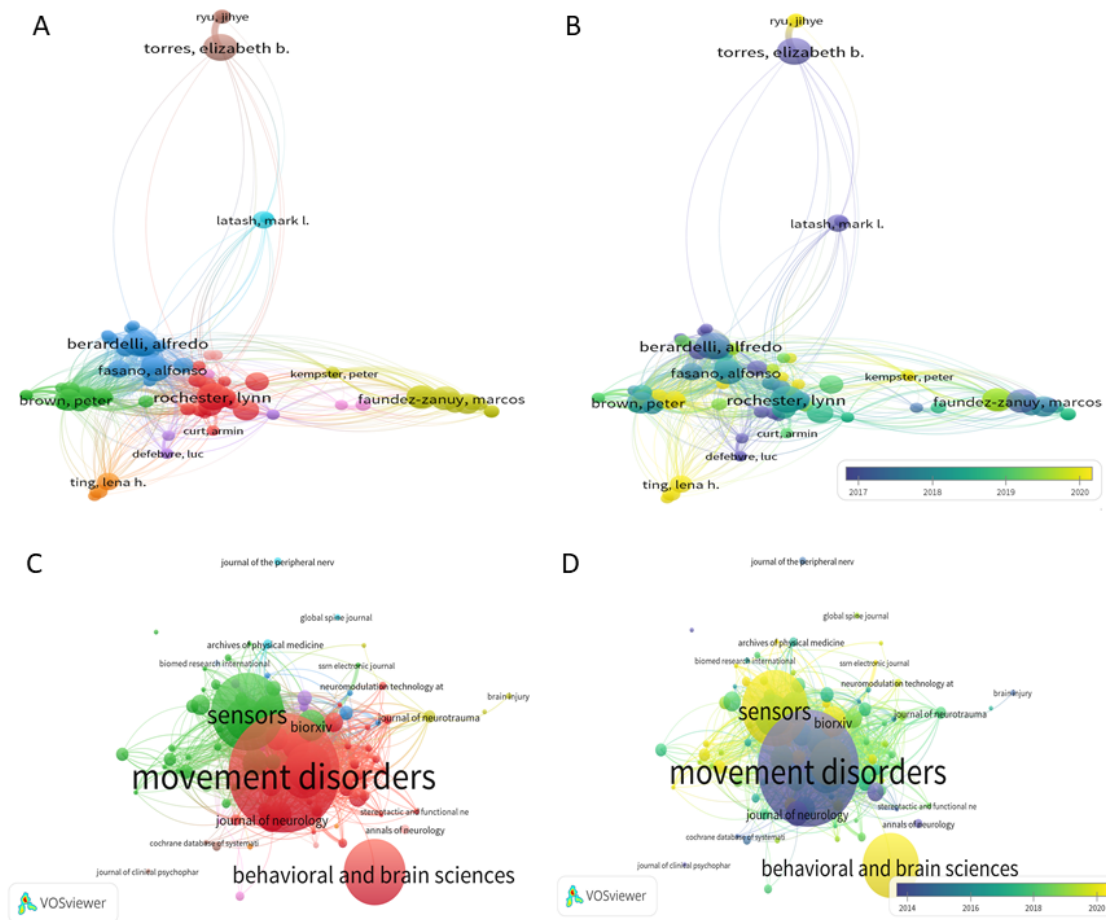 A
ryu, jihye
torres, elizabeth b.
latash, mark l.
berardelli, alfredo
fasano, alfonso
kempster, peter
brown, peter
rochester, lynn
faundez-zanuy, marcos
curt, armin
defebvre, luc
ting, lena h.
B
ryu, jihye
torres, elizabeth b.
latash, mark l.
berardelli, alfredo
fasano, alfonso
kempster, peter
brown, peter
rochester, lynn
faundez-zanuy, marcos
curt, armin
defebvre, luc
ting, lena h.
2017 2018 2019 2020
C
journal of the peripheral nerv
global spine journal
archives of physical medicine
biomed research international
ssrn electronic journal
neuromodulation technology at
brain injury
sensors
biorxiv
journal of neurotrauma
movement disorders
stereotactic and functional ne
journal of neurology
annals of neurology
cochrane database of systemati
journal of clinical psychophar
behavioral and brain sciences
VOSviewer
D
journal of the peripheral nerv
global spine journal
archives of physical medicine
biomed research international
ssrn electronic journal
neuromodulation technology at
brain injury
sensors
biorxiv
journal of neurotrauma
movement disorders
stereotactic and functional ne
journal of neurology
annals of neurology
cochrane database of systemati
journal of clinical psychophar
behavioral and brain sciences
VOSviewer
2014 2016 2018 2020